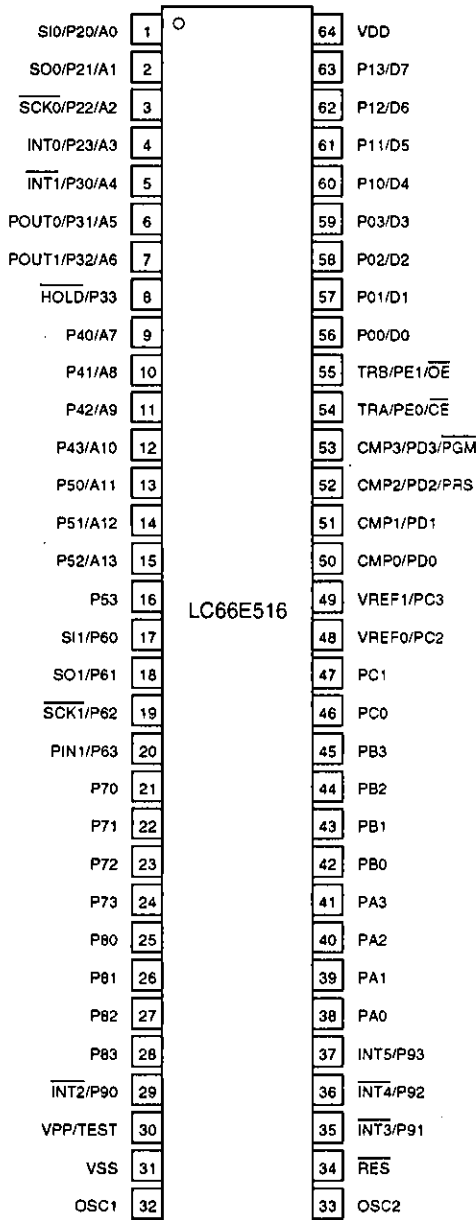 SI0/P20/A0 1 64 VDD
SO0/P21/A1 2 63 P13/D7
SCK0/P22/A2 3 62 P12/D6
INT0/P23/A3 4 61 P11/D5
INT1/P30/A4 5 60 P10/D4
POUT0/P31/A5 6 59 P03/D3
POUT1/P32/A6 7 58 P02/D2
HOLD/P33 8 57 P01/D1
P40/A7 9 56 P00/D0
P41/A8 10 55 TRB/PE1/OE
P42/A9 11 54 TRA/PE0/CE
P43/A10 12 53 CMP3/PD3/PGM
P50/A11 13 52 CMP2/PD2/PRS
P51/A12 14 51 CMP1/PD1
P52/A13 15 50 CMP0/PD0
P53 16 49 VREF1/PC3
LC66E516
SI1/P60 17 48 VREF0/PC2
SO1/P61 18 47 PC1
SCK1/P62 19 46 PC0
PIN1/P63 20 45 PB3
P70 21 44 PB2
P71 22 43 PB1
P72 23 42 PB0
P73 24 41 PA3
P80 25 40 PA2
P81 26 39 PA1
P82 27 38 PA0
P83 28 37 INT5/P93
INT2/P90 29 36 INT4/P92
VPP/TEST 30 35 INT3/P91
VSS 31 34 RES
OSC1 32 33 OSC2